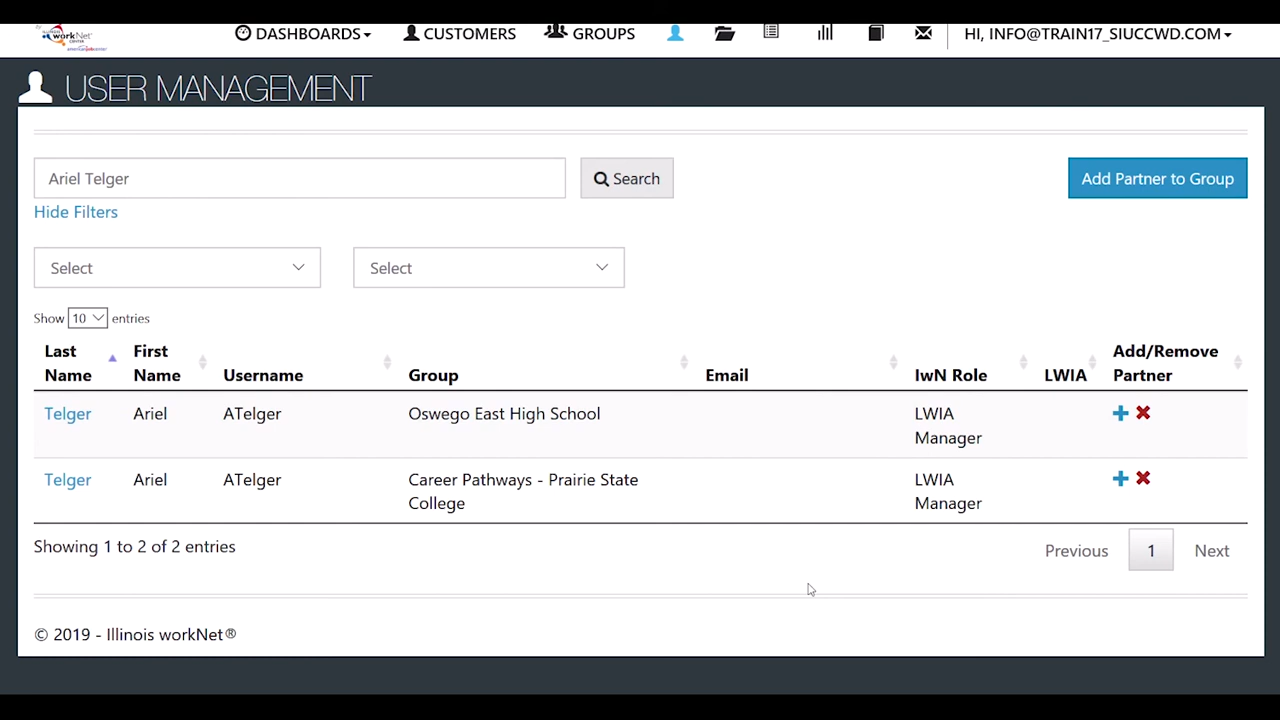 ILLINOIS
workNet
CENTER
DASHBOARDS CUSTOMERS GROUPS HI, INFO@TRAIN17_SIUCCWD.COM
USER MANAGEMENT
Ariel Telger Search Add Partner to Group
Hide Filters
Select Select
Show 10 entries
Last First Add/Remove
Name Name Username Group Email IwN Role LWIA Partner
Telger Ariel ATelger Oswego East High School LWIA
Manager
Telger Ariel ATelger Career Pathways - Prairie State LWIA
College Manager
Showing 1 to 2 of 2 entries Previous 1 Next
© 2019 - Illinois workNet®